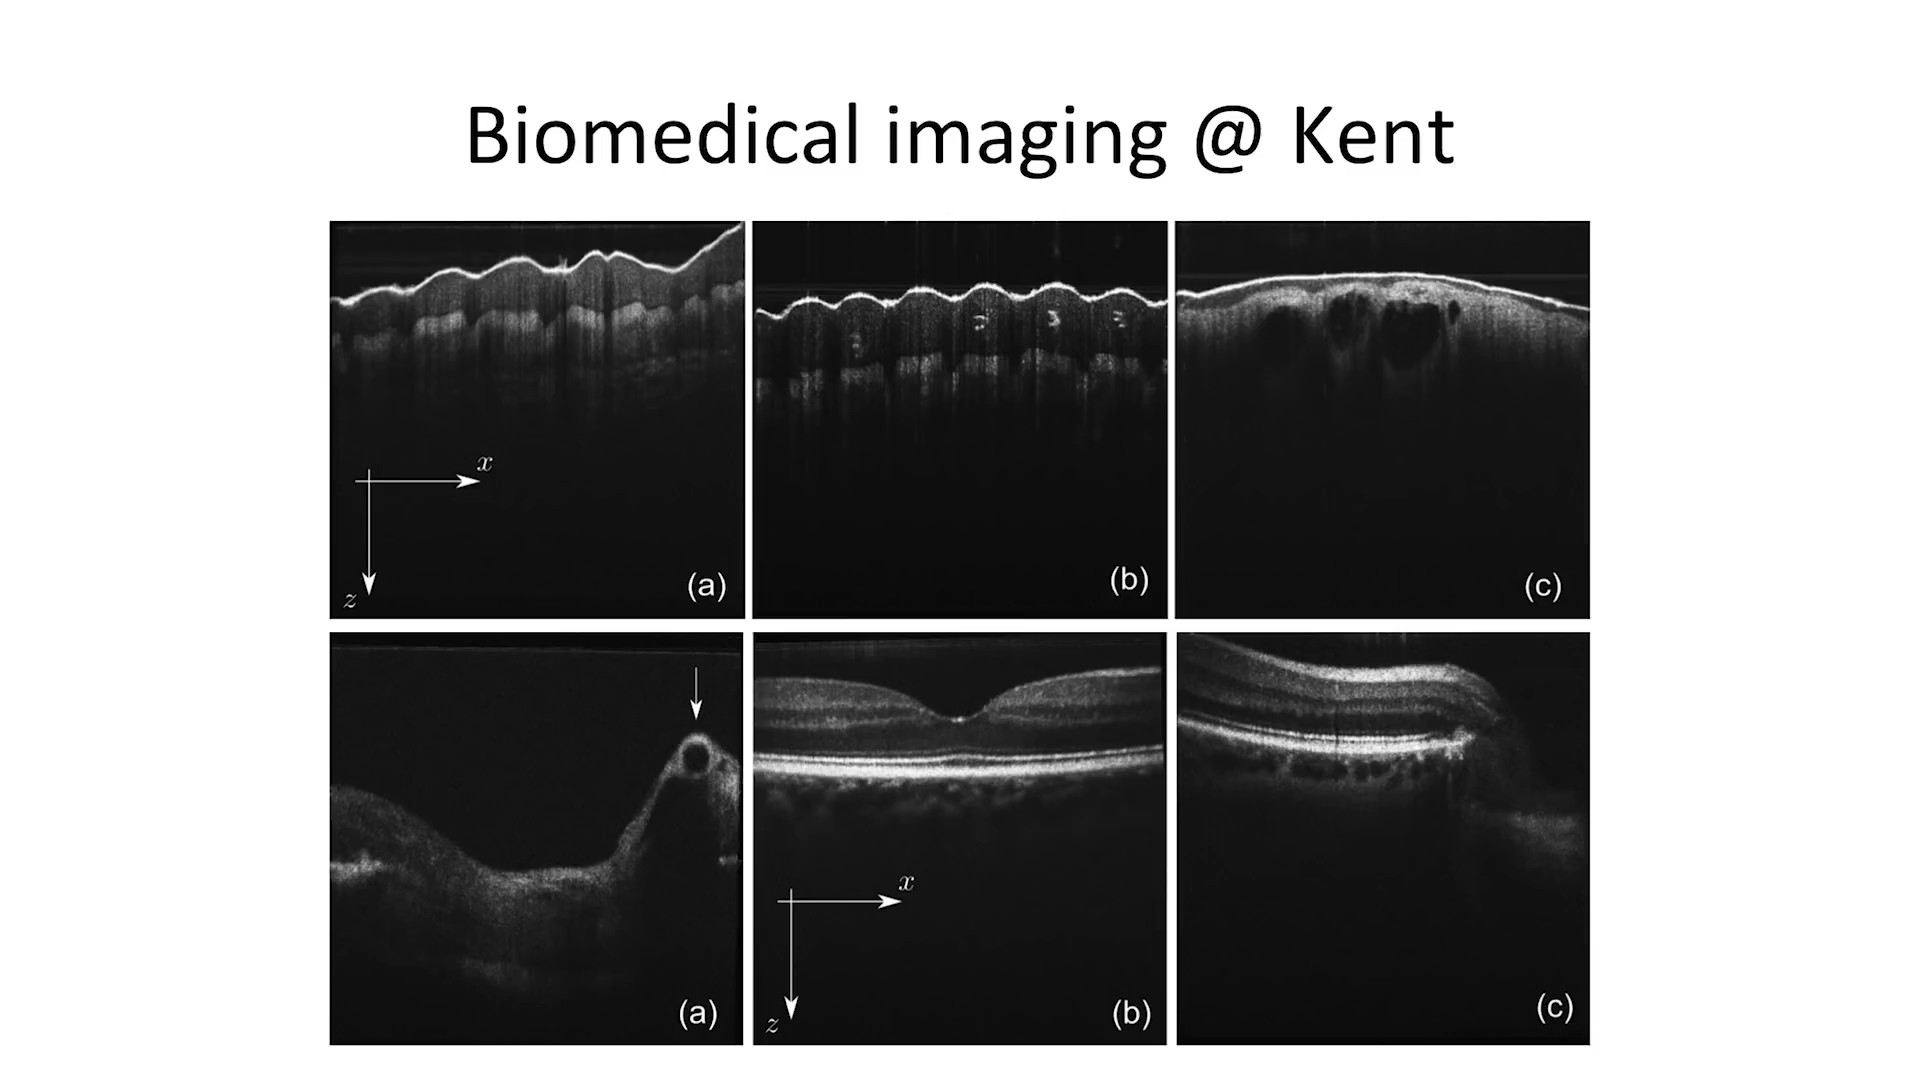 Biomedical imaging @ Kent
x
z
(a)
(b)
(c)
(a)
x
z
(b)
(c)